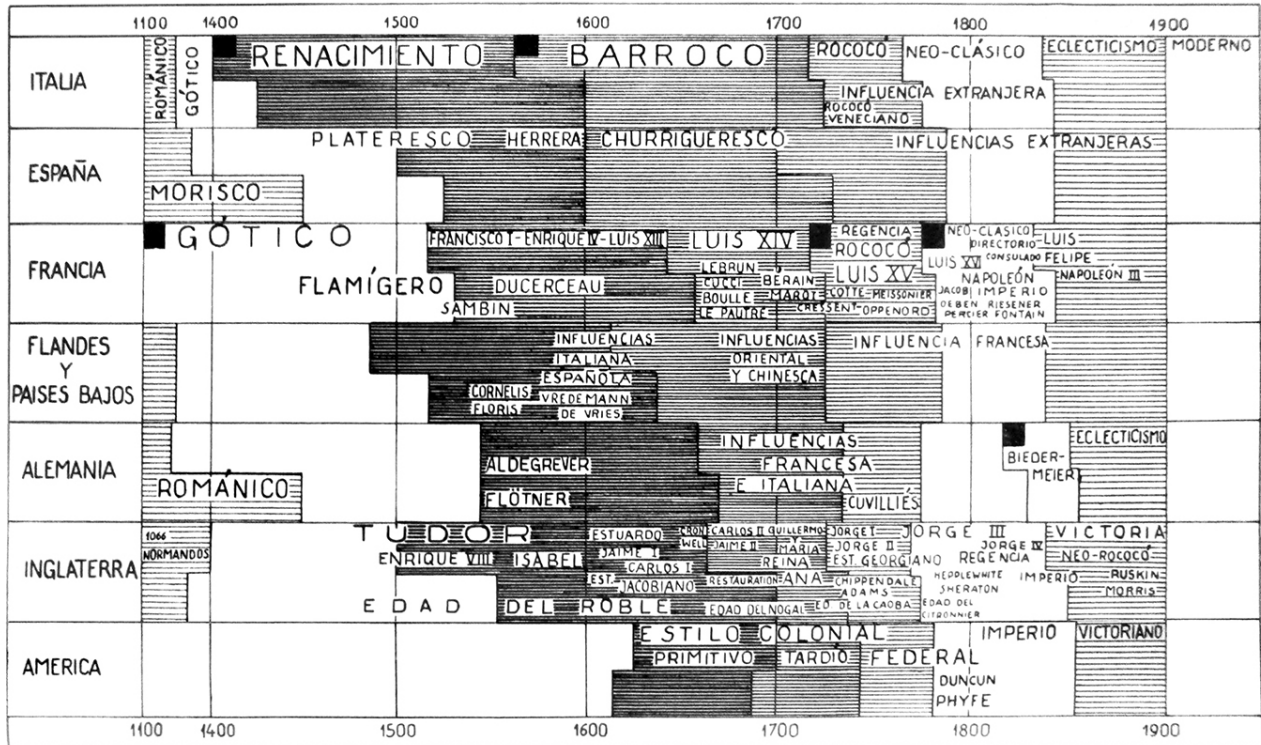 1100 1400 1500 1600 1700 1800 1900
ITALIA
ROMÁNICO
GÓTICO
RENACIMIENTO
BARROCO
ROCOCÓ
NEO-CLÁSICO
ECLECTICISMO
MODERNO
INFLUENCIA EXTRANJERA
ROCOCÓ
VENECIANO
ESPAÑA
PLATERESCO
HERRERA
CHURRIGUERESCO
INFLUENCIAS EXTRANJERAS
MORISCO
FRANCIA
GÓTICO
FLAMÍGERO
FRANCISCO I-ENRIQUE IV-LUIS XIII
DUCERCEAU
SAMBIN
LUIS XIV
LEBRUN
CUCCI
BOULLE
LE PAUTRE
BÉRAIN
MAROT
REGENCIA
ROCOCÓ
LUIS XV
COTTE-MEISSONIER
CRESSENT-OPPENORD
NEO-CLASICO
DIRECTORIO
LUIS XVI CONSULADO
NAPOLEÓN
JACOB IMPERIO
OEBEN RIESENER
PERCIER FONTAIN
LUIS
FELIPE
NAPOLEÓN III
FLANDES
Y
PAISES BAJOS
INFLUENCIAS
ITALIANA
ESPAÑOLA
CORNELIS
FLORIS
VREDEMANN
DE VRIES
INFLUENCIAS
ORIENTAL
Y CHINESCA
INFLUENCIA FRANCESA
ALEMANIA
ROMÁNICO
ALDEGREVER
FLÖTNER
INFLUENCIAS
FRANCESA
E ITALIANA
CUVILLIÉS
BIEDER-
MEIER
ECLECTICISMO
INGLATERRA
1066
NORMANDOS
TUDOR
ENRIQUE VIII ISABEL
EDAD DEL ROBLE
ESTUARDO
JAIME I
CARLOS I
EST.
JACOBIANO
CRON
WELL
CARLOS II
JAIME II
RESTAURATION
EDAD DEL NOGAL
GUILLERMO
Y
MARIA
REINA
ANA
JORGE I
JORGE II
EST. GEORGIANO
CHIPPENDALE
ADAMS
ED. DE LA CAOBA
JORGE III
JORGE IV
REGENCIA
HEPPLEWHITE
SHERATON
IMPERIO
EDAD DEL
CITRONNIER
VICTORIA
NEO-ROCOCÓ
RUSKIN
MORRIS
AMERICA
ESTILO COLONIAL
PRIMITIVO
TARDÍO
FEDERAL
DUNCUN
PHYFE
IMPERIO
VICTORIANO
1100 1400 1500 1600 1700 1800 1900